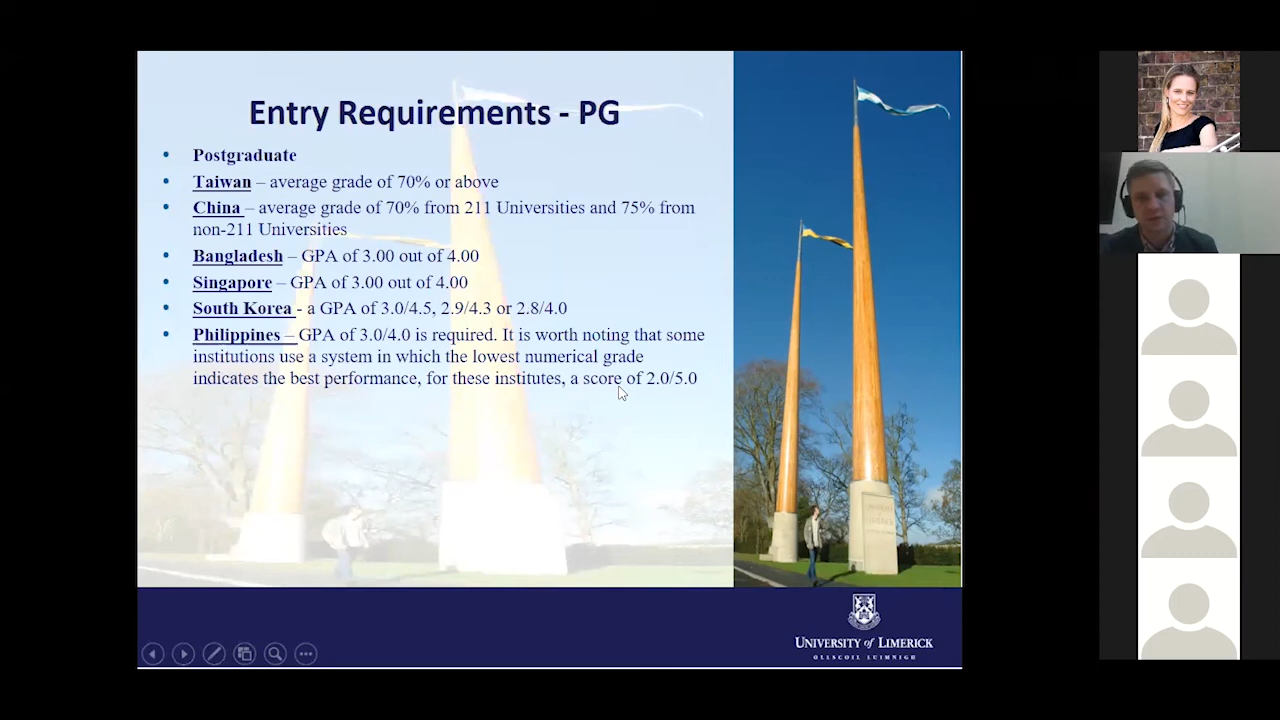 Entry Requirements - PG
• Postgraduate
• Taiwan – average grade of 70% or above
• China – average grade of 70% from 211 Universities and 75% from
non-211 Universities
• Bangladesh – GPA of 3.00 out of 4.00
• Singapore – GPA of 3.00 out of 4.00
• South Korea - a GPA of 3.0/4.5, 2.9/4.3 or 2.8/4.0
• Philippines – GPA of 3.0/4.0 is required. It is worth noting that some
institutions use a system in which the lowest numerical grade
indicates the best performance, for these institutes, a score of 2.0/5.0
UNIVERSITY of LIMERICK
OLLSCOIL LUIMNIGH